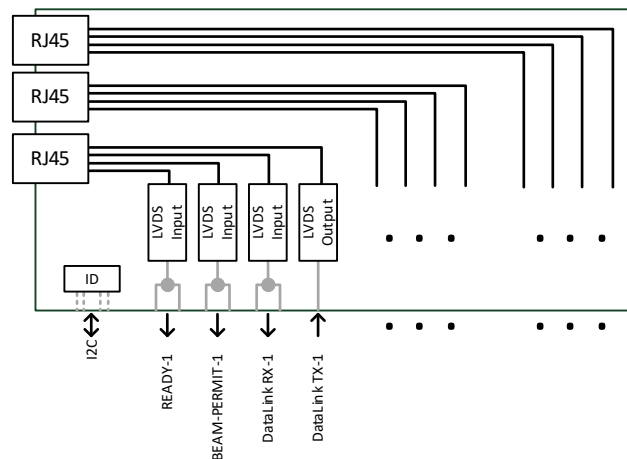 RJ45
RJ45
RJ45
LVDS
Input
LVDS
Input
LVDS
Input
LVDS
Output
ID
I2C
READY-1
BEAM-PERMIT-1
DataLink RX-1
DataLink TX-1